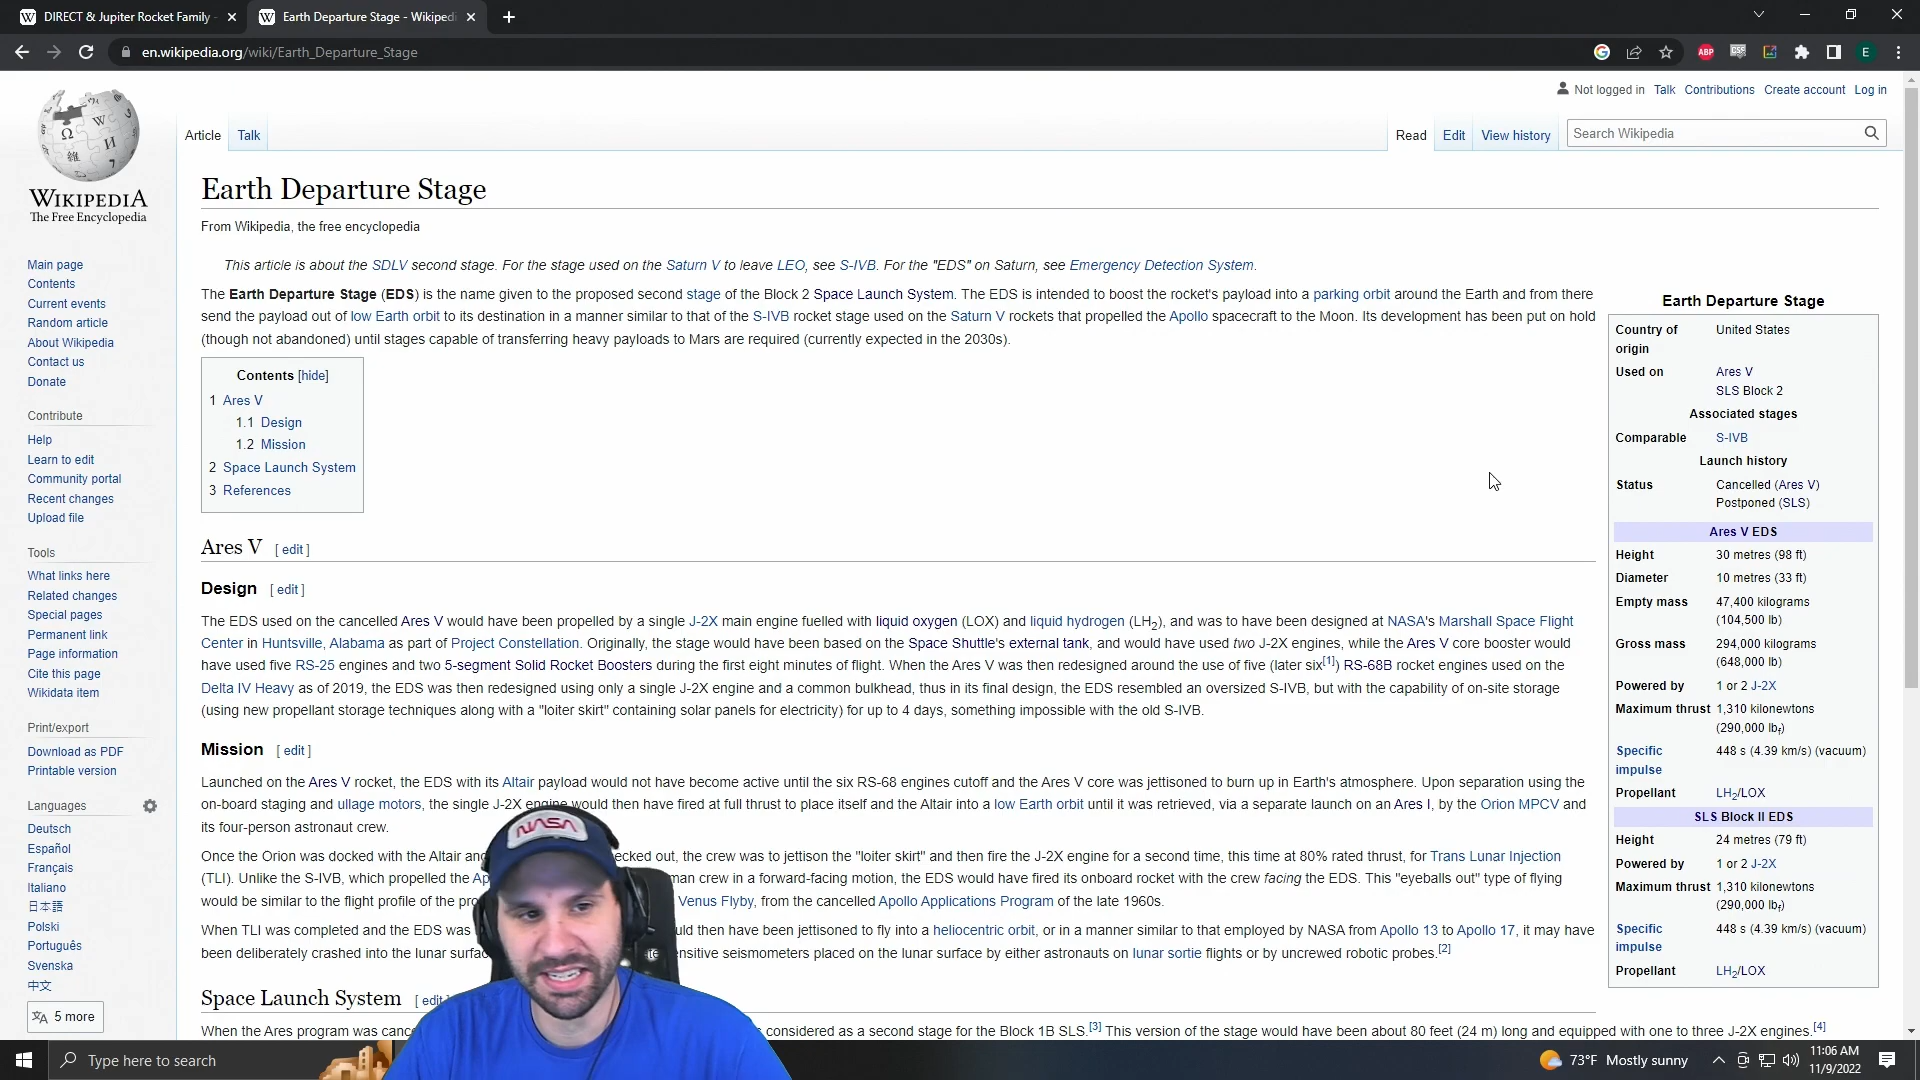 DIRECT & Jupiter Rocket Family -
Earth Departure Stage - Wikiped
en.wikipedia.org/wiki/Earth_Departure_Stage
ABP
E
Not logged in Talk Contributions Create account Log in
Article Talk
Read Edit View history Search Wikipedia
WIKIPEDIA
The Free Encyclopedia
Main page
Contents
Current events
Random article
About Wikipedia
Contact us
Donate
Contribute
Help
Learn to edit
Community portal
Recent changes
Upload file
Tools
What links here
Related changes
Special pages
Permanent link
Page information
Cite this page
Wikidata item
Print/export
Download as PDF
Printable version
Languages
Deutsch
Español
Français
Italiano
日本語
Polski
Português
Svenska
中文
5 more
Earth Departure Stage
From Wikipedia, the free encyclopedia
This article is about the SDLV second stage. For the stage used on the Saturn V to leave LEO, see S-IVB. For the "EDS" on Saturn, see Emergency Detection System.
The Earth Departure Stage (EDS) is the name given to the proposed second stage of the Block 2 Space Launch System. The EDS is intended to boost the rocket's payload into a parking orbit around the Earth and from there
send the payload out of low Earth orbit to its destination in a manner similar to that of the S-IVB rocket stage used on the Saturn V rockets that propelled the Apollo spacecraft to the Moon. Its development has been put on hold
(though not abandoned) until stages capable of transferring heavy payloads to Mars are required (currently expected in the 2030s).
Contents [hide]
1 Ares V
1.1 Design
1.2 Mission
2 Space Launch System
3 References
Ares V [ edit ]
Design [ edit ]
The EDS used on the cancelled Ares V would have been propelled by a single J-2X main engine fuelled with liquid oxygen (LOX) and liquid hydrogen (LH2), and was to have been designed at NASA's Marshall Space Flight
Center in Huntsville, Alabama as part of Project Constellation. Originally, the stage would have been based on the Space Shuttle's external tank, and would have used two J-2X engines, while the Ares V core booster would
have used five RS-25 engines and two 5-segment Solid Rocket Boosters during the first eight minutes of flight. When the Ares V was then redesigned around the use of five (later six[1]) RS-68B rocket engines used on the
Delta IV Heavy as of 2019, the EDS was then redesigned using only a single J-2X engine and a common bulkhead, thus in its final design, the EDS resembled an oversized S-IVB, but with the capability of on-site storage
(using new propellant storage techniques along with a "loiter skirt" containing solar panels for electricity) for up to 4 days, something impossible with the old S-IVB.
Mission [ edit ]
Launched on the Ares V rocket, the EDS with its Altair payload would not have become active until the six RS-68 engines cutoff and the Ares V core was jettisoned to burn up in Earth's atmosphere. Upon separation using the
on-board staging and ullage motors, the single J-2X engine would then have fired at full thrust to place itself and the Altair into a low Earth orbit until it was retrieved, via a separate launch on an Ares I, by the Orion MPCV and
its four-person astronaut crew.
Once the Orion was docked with the Altair and ecked out, the crew was to jettison the "loiter skirt" and then fire the J-2X engine for a second time, this time at 80% rated thrust, for Trans Lunar Injection
(TLI). Unlike the S-IVB, which propelled the Ap man crew in a forward-facing motion, the EDS would have fired its onboard rocket with the crew facing the EDS. This "eyeballs out" type of flying
would be similar to the flight profile of the pro Venus Flyby, from the cancelled Apollo Applications Program of the late 1960s.
When TLI was completed and the EDS was uld then have been jettisoned to fly into a heliocentric orbit, or in a manner similar to that employed by NASA from Apollo 13 to Apollo 17, it may have
been deliberately crashed into the lunar surfac nsitive seismometers placed on the lunar surface by either astronauts on lunar sortie flights or by uncrewed robotic probes.[2]
Space Launch System [ edit
When the Ares program was canc considered as a second stage for the Block 1B SLS.[3] This version of the stage would have been about 80 feet (24 m) long and equipped with one to three J-2X engines.[4]
Earth Departure Stage
Country of origin United States
Used on Ares V
SLS Block 2
Associated stages
Comparable S-IVB
Launch history
Status Cancelled (Ares V)
Postponed (SLS)
Ares V EDS
Height 30 metres (98 ft)
Diameter 10 metres (33 ft)
Empty mass 47,400 kilograms
(104,500 lb)
Gross mass 294,000 kilograms
(648,000 lb)
Powered by 1 or 2 J-2X
Maximum thrust 1,310 kilonewtons
(290,000 lbf)
Specific impulse 448 s (4.39 km/s) (vacuum)
Propellant LH2/LOX
SLS Block II EDS
Height 24 metres (79 ft)
Powered by 1 or 2 J-2X
Maximum thrust 1,310 kilonewtons
(290,000 lbf)
Specific impulse 448 s (4.39 km/s) (vacuum)
Propellant LH2/LOX
NASA
Type here to search
73°F Mostly sunny
11:06 AM
11/9/2022